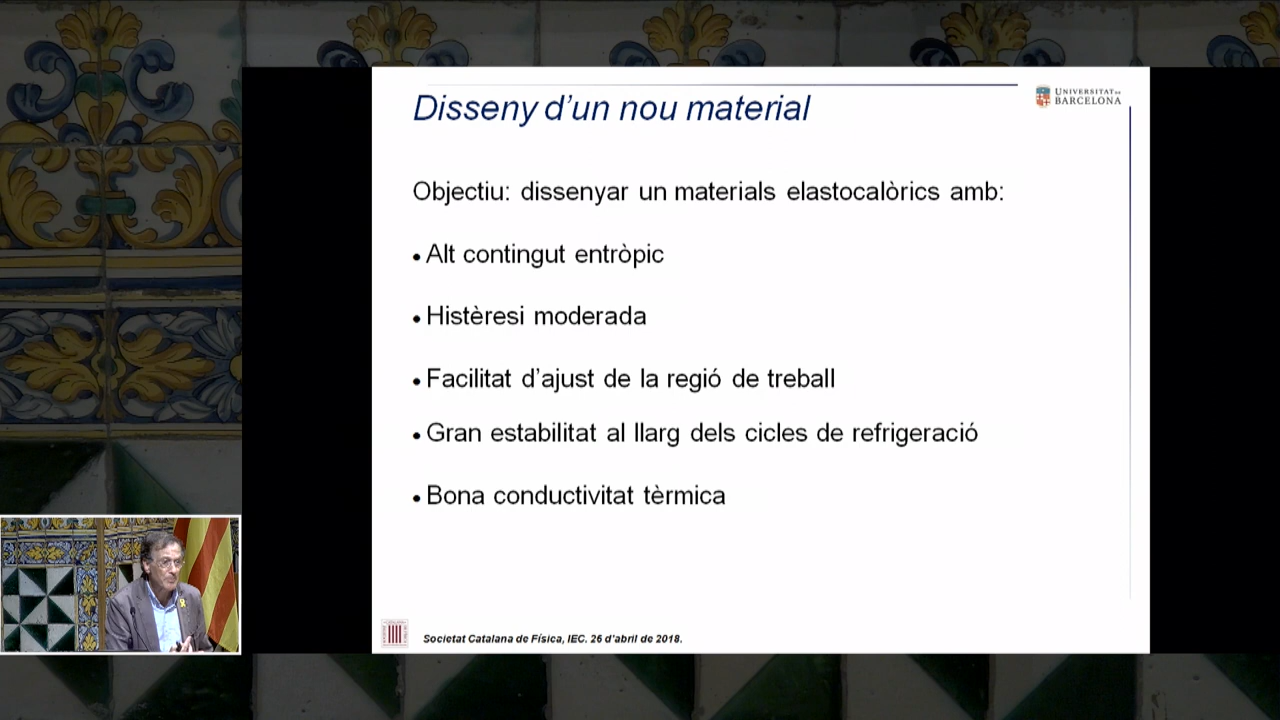 Disseny d’un nou material
UNIVERSITAT DE
BARCELONA
Objectiu: dissenyar un materials elastocalòrics amb:
• Alt contingut entròpic
• Histèresi moderada
• Facilitat d’ajust de la regió de treball
• Gran estabilitat al llarg dels cicles de refrigeració
• Bona conductivitat tèrmica
Societat Catalana de Física, IEC. 26 d’abril de 2018.